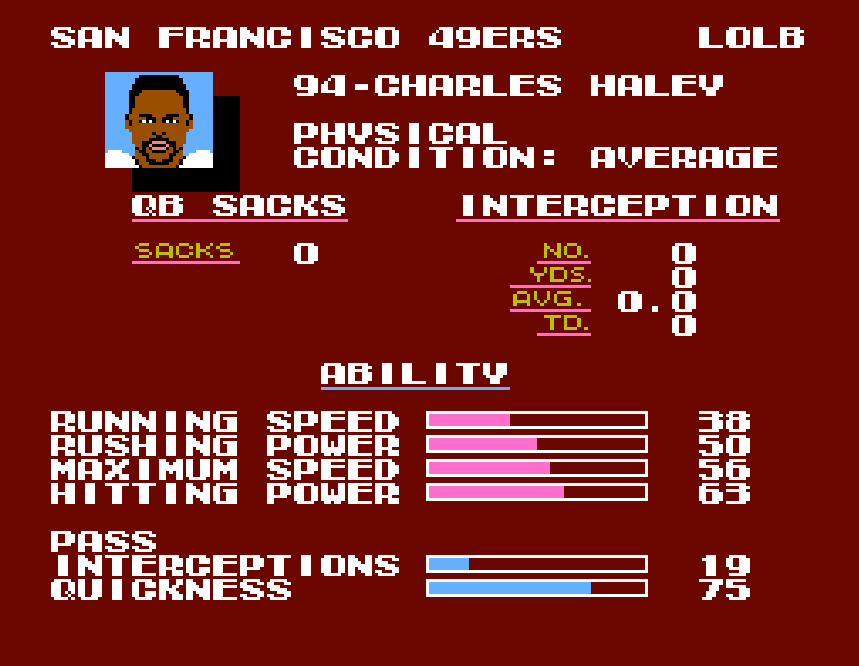 SAN FRANCISCO 49ERS LOLB
94-CHARLES HALEY
PHYSICAL
CONDITION: AVERAGE
QB SACKS INTERCEPTION
SACKS 0 NO. 0
YDS. 0
AVG. 0.0
TD. 0
ABILITY
RUNNING SPEED 38
RUSHING POWER 50
MAXIMUM SPEED 56
HITTING POWER 63
PASS
INTERCEPTIONS 19
QUICKNESS 75